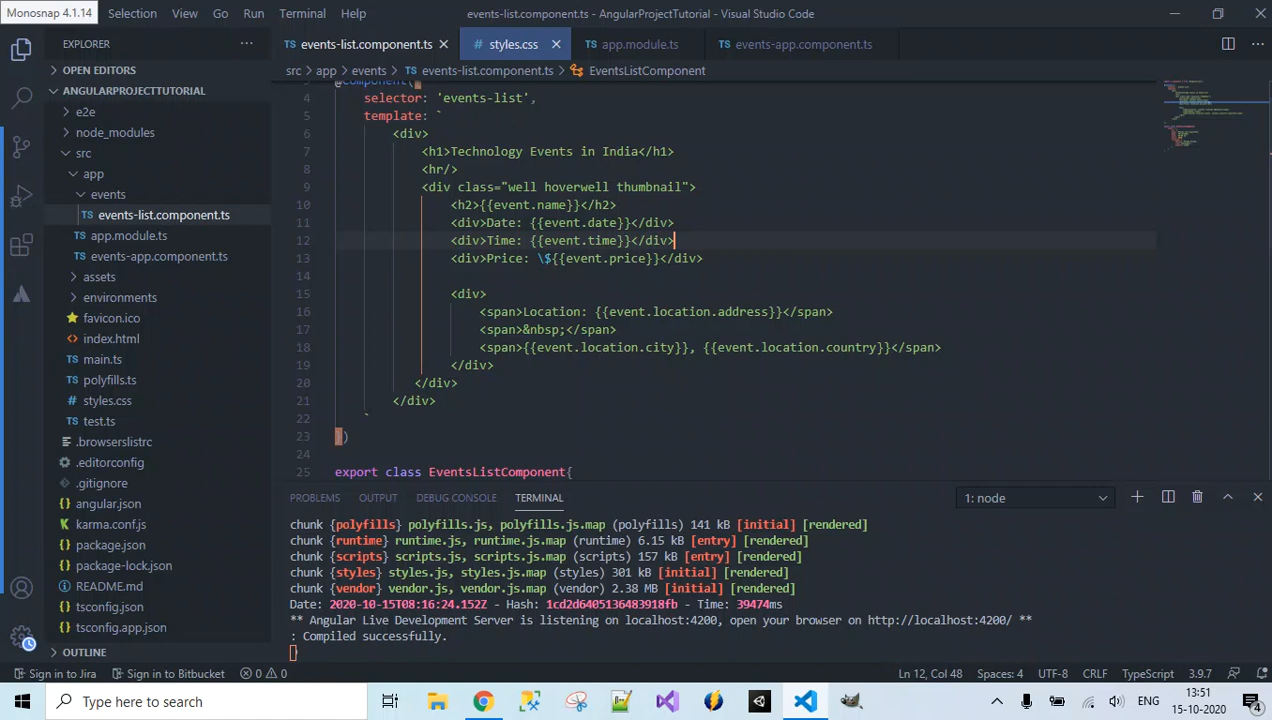 Monosnap 4.1.14
Selection View Go Run Terminal Help
events-list.component.ts - AngularProjectTutorial - Visual Studio Code
EXPLORER
OPEN EDITORS
ANGULARPROJECTTUTORIAL
e2e
node_modules
src
app
events
events-list.component.ts
app.module.ts
events-app.component.ts
assets
environments
favicon.ico
index.html
main.ts
polyfills.ts
styles.css
test.ts
.browserslistrc
.editorconfig
.gitignore
angular.json
karma.conf.js
package.json
package-lock.json
README.md
tsconfig.json
tsconfig.app.json
OUTLINE
events-list.component.ts styles.css app.module.ts events-app.component.ts
src > app > events > events-list.component.ts > EventsListComponent
3 @Component({
4 selector: 'events-list',
5 template: `
6 <div>
7 <h1>Technology Events in India</h1>
8 <hr/>
9 <div class="well hoverwell thumbnail">
10 <h2>{{event.name}}</h2>
11 <div>Date: {{event.date}}</div>
12 <div>Time: {{event.time}}</div>
13 <div>Price: \${{event.price}}</div>
14
15 <div>
16 <span>Location: {{event.location.address}}</span>
17 <span>&nbsp;</span>
18 <span>{{event.location.city}}, {{event.location.country}}</span>
19 </div>
20 </div>
21 </div>
22 `
23 })
24
25 export class EventsListComponent{
PROBLEMS OUTPUT DEBUG CONSOLE TERMINAL 1: node
chunk {polyfills} polyfills.js, polyfills.js.map (polyfills) 141 kB [initial] [rendered]
chunk {runtime} runtime.js, runtime.js.map (runtime) 6.15 kB [entry] [rendered]
chunk {scripts} scripts.js, scripts.js.map (scripts) 157 kB [entry] [rendered]
chunk {styles} styles.js, styles.js.map (styles) 301 kB [initial] [rendered]
chunk {vendor} vendor.js, vendor.js.map (vendor) 2.38 MB [initial] [rendered]
Date: 2020-10-15T08:16:24.152Z - Hash: 1cd2d6405136483918fb - Time: 39474ms
** Angular Live Development Server is listening on localhost:4200, open your browser on http://localhost:4200/ **
: Compiled successfully.
Sign in to Jira Sign in to Bitbucket 0 0 Ln 12, Col 48 Spaces: 4 UTF-8 CRLF TypeScript 3.9.7
Type here to search ENG 13:51
15-10-2020 4